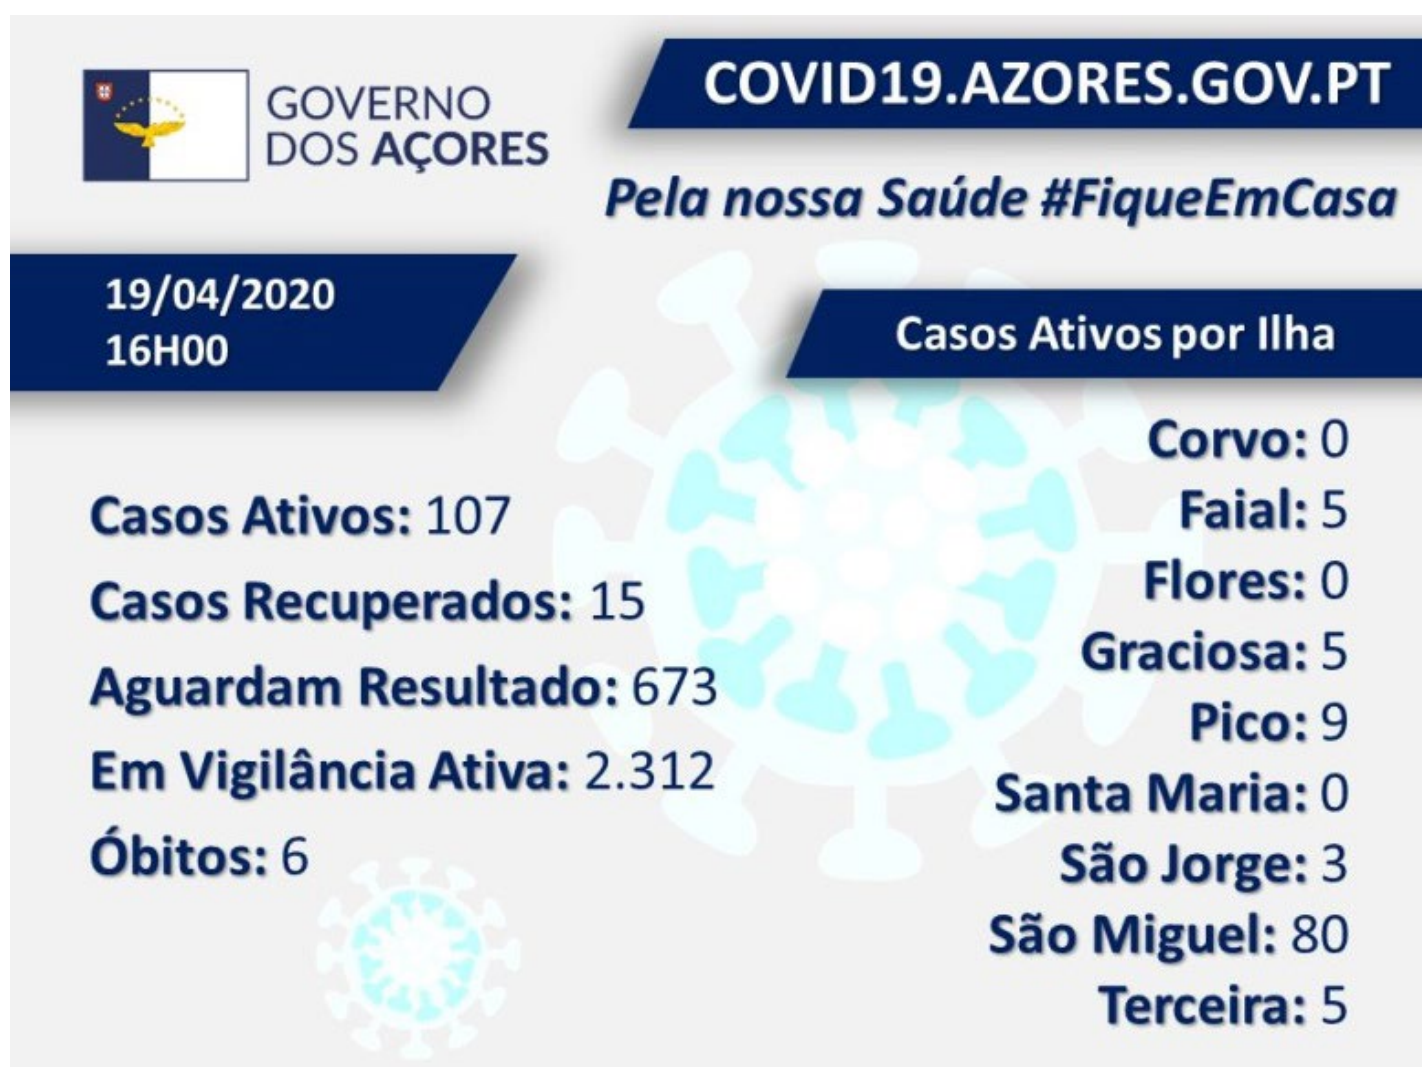 GOVERNO
DOS AÇORES
COVID19.AZORES.GOV.PT
Pela nossa Saúde #FiqueEmCasa
19/04/2020
16H00
Casos Ativos: 107
Casos Recuperados: 15
Aguardam Resultado: 673
Em Vigilância Ativa: 2.312
Óbitos: 6
Casos Ativos por Ilha
Corvo: 0
Faial: 5
Flores: 0
Graciosa: 5
Pico: 9
Santa Maria: 0
São Jorge: 3
São Miguel: 80
Terceira: 5